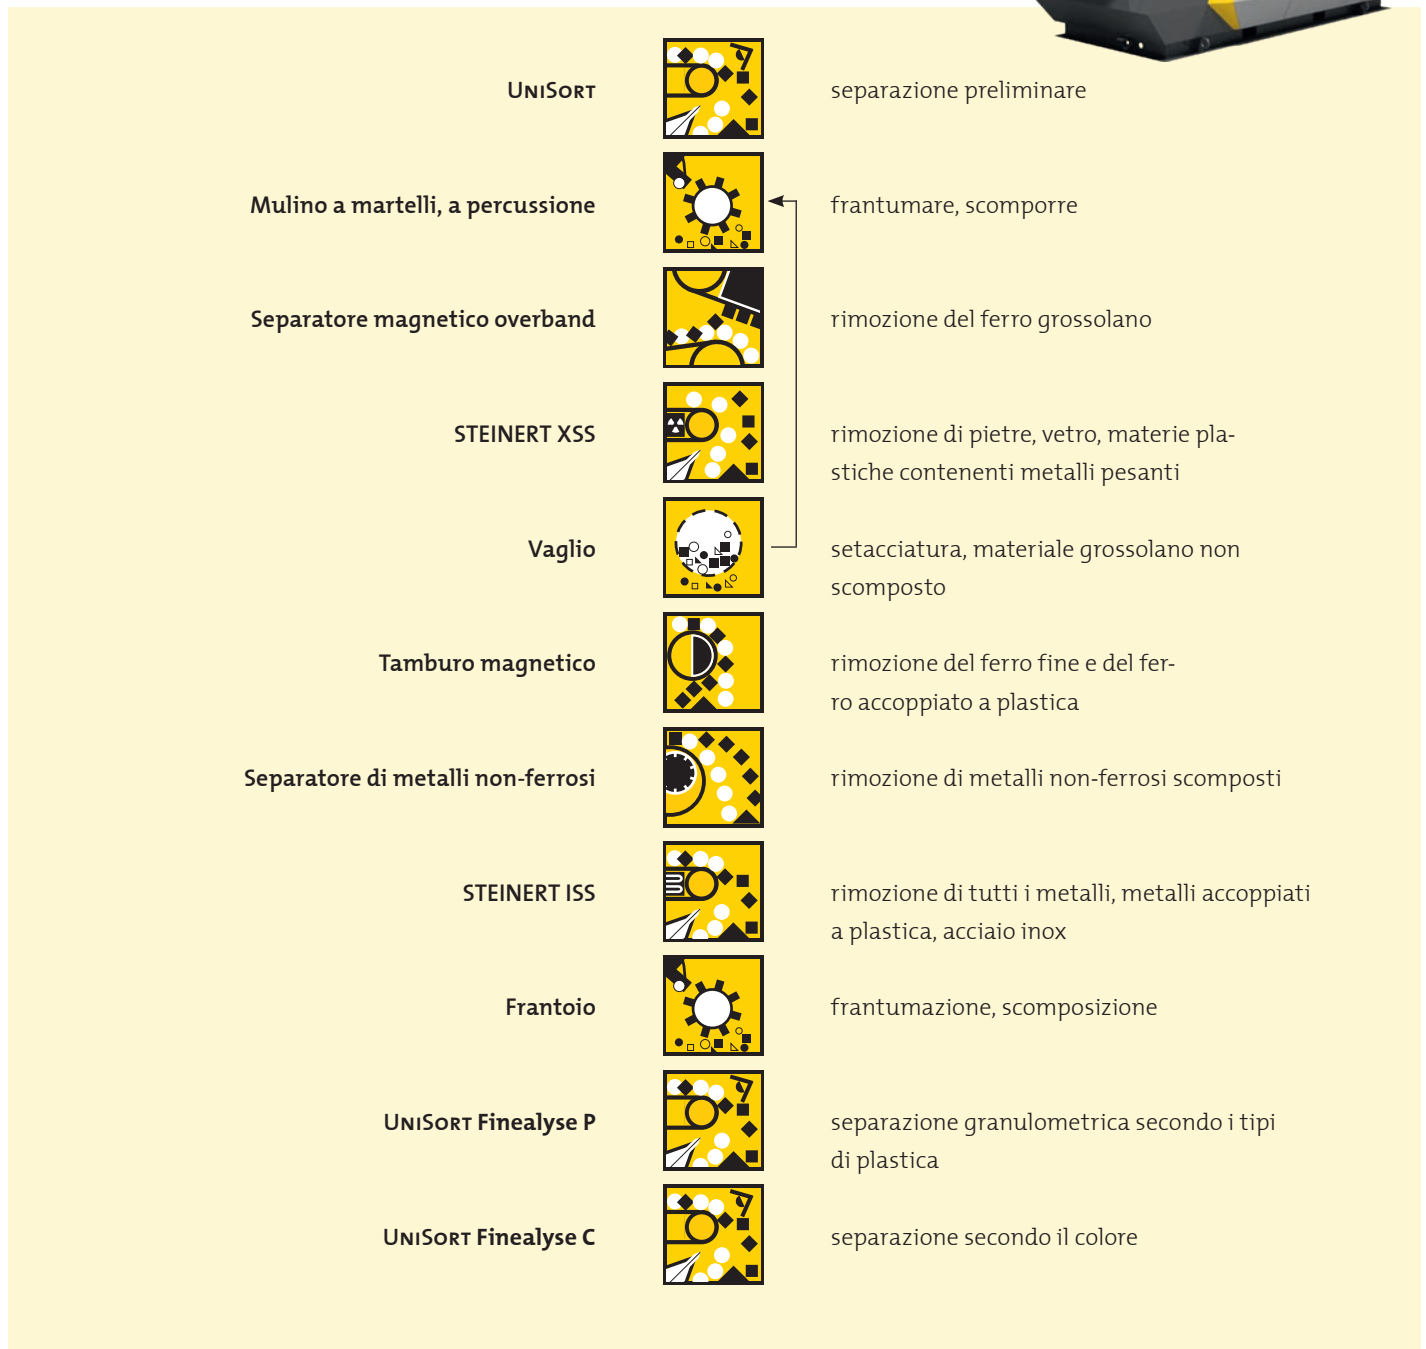 UniSort
separazione preliminare
Mulino a martelli, a percussione
frantumare, scomporre
Separatore magnetico overband
rimozione del ferro grossolano
STEINERT XSS
rimozione di pietre, vetro, materie pla-
stiche contenenti metalli pesanti
Vaglio
setacciatura, materiale grossolano non
scomposto
Tamburo magnetico
rimozione del ferro fine e del fer-
ro accoppiato a plastica
Separatore di metalli non-ferrosi
rimozione di metalli non-ferrosi scomposti
STEINERT ISS
rimozione di tutti i metalli, metalli accoppiati
a plastica, acciaio inox
Frantoio
frantumazione, scomposizione
UniSort Finealyse P
separazione granulometrica secondo i tipi
di plastica
UniSort Finealyse C
separazione secondo il colore